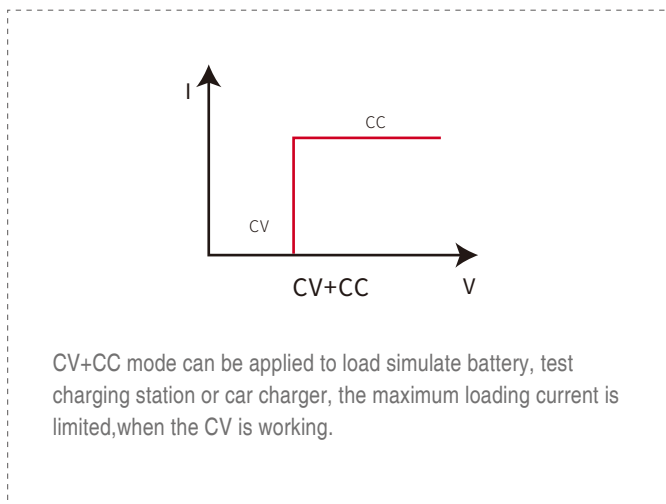 I
CC
CV
CV+CC
V
CV+CC mode can be applied to load simulate battery, test
charging station or car charger, the maximum loading current is
limited,when the CV is working.